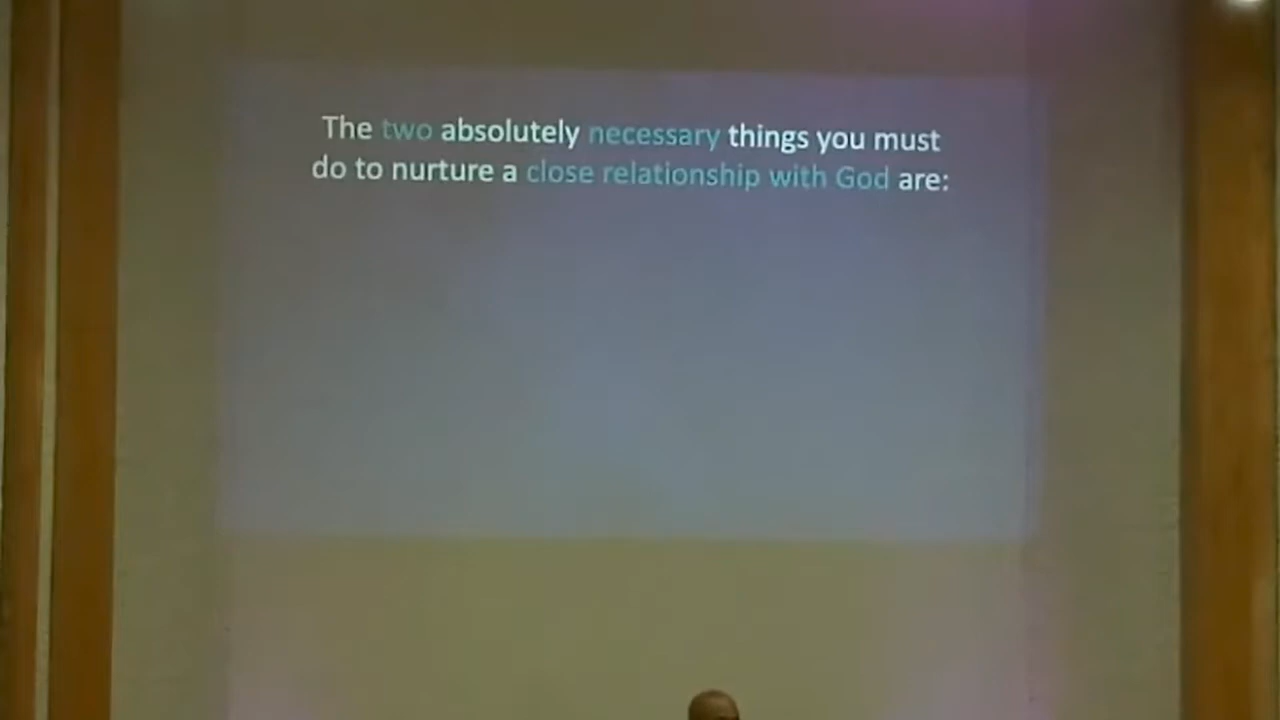 The two absolutely necessary things you must
do to nurture a close relationship with God are: